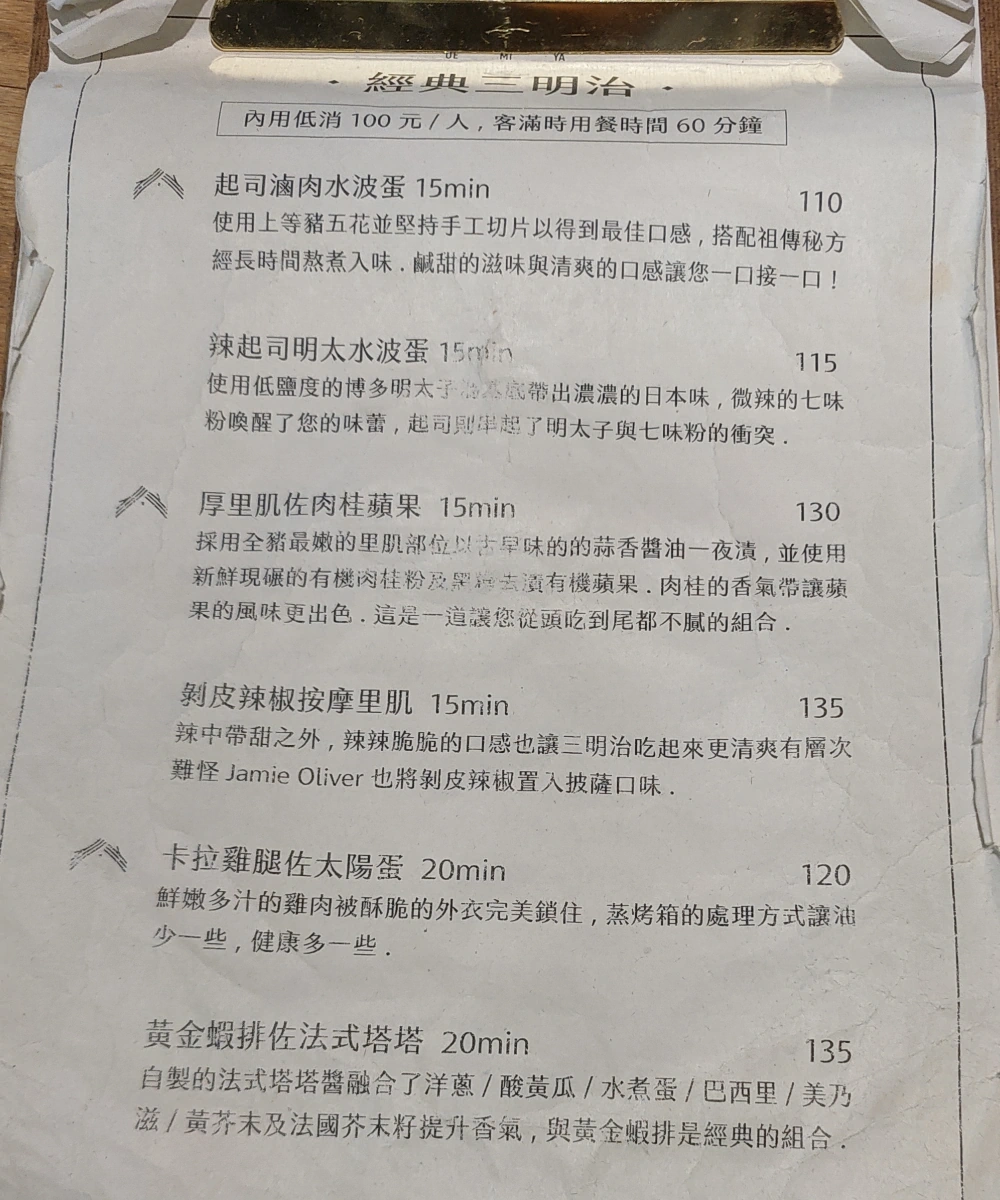 UE MI YA
· 經典三明治 ·
內用低消 100 元 / 人 , 客滿時用餐時間 60 分鐘
起司滷肉水波蛋 15min 110
使用上等豬五花並堅持手工切片以得到最佳口感 , 搭配祖傳秘方
經長時間熬煮入味 . 鹹甜的滋味與清爽的口感讓您一口接一口 !
辣起司明太水波蛋 15min 115
使用低鹽度的博多明太子為基底帶出濃濃的日本味 , 微辣的七味
粉喚醒了您的味蕾 , 起司則串起了明太子與七味粉的衝突 .
厚里肌佐肉桂蘋果 15min 130
採用全豬最嫩的里肌部位以古早味的的蒜香醬油一夜漬 , 並使用
新鮮現碾的有機肉桂粉及黑糖去漬有機蘋果 . 肉桂的香氣帶讓蘋
果的風味更出色 . 這是一道讓您從頭吃到尾都不膩的組合 .
剝皮辣椒按摩里肌 15min 135
辣中帶甜之外 , 辣辣脆脆的口感也讓三明治吃起來更清爽有層次
難怪 Jamie Oliver 也將剝皮辣椒置入披薩口味 .
卡拉雞腿佐太陽蛋 20min 120
鮮嫩多汁的雞肉被酥脆的外衣完美鎖住 , 蒸烤箱的處理方式讓油
少一些 , 健康多一些 .
黃金蝦排佐法式塔塔 20min 135
自製的法式塔塔醬融合了洋蔥 / 酸黃瓜 / 水煮蛋 / 巴西里 / 美乃
滋 / 黃芥末及法國芥末籽提升香氣 , 與黃金蝦排是經典的組合 .